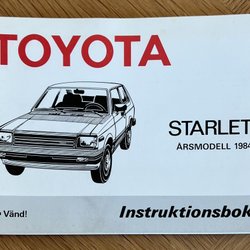 TOYOTA
STARLET
ÅRSMODELL 1984
Vänd!
Instruktionsbok